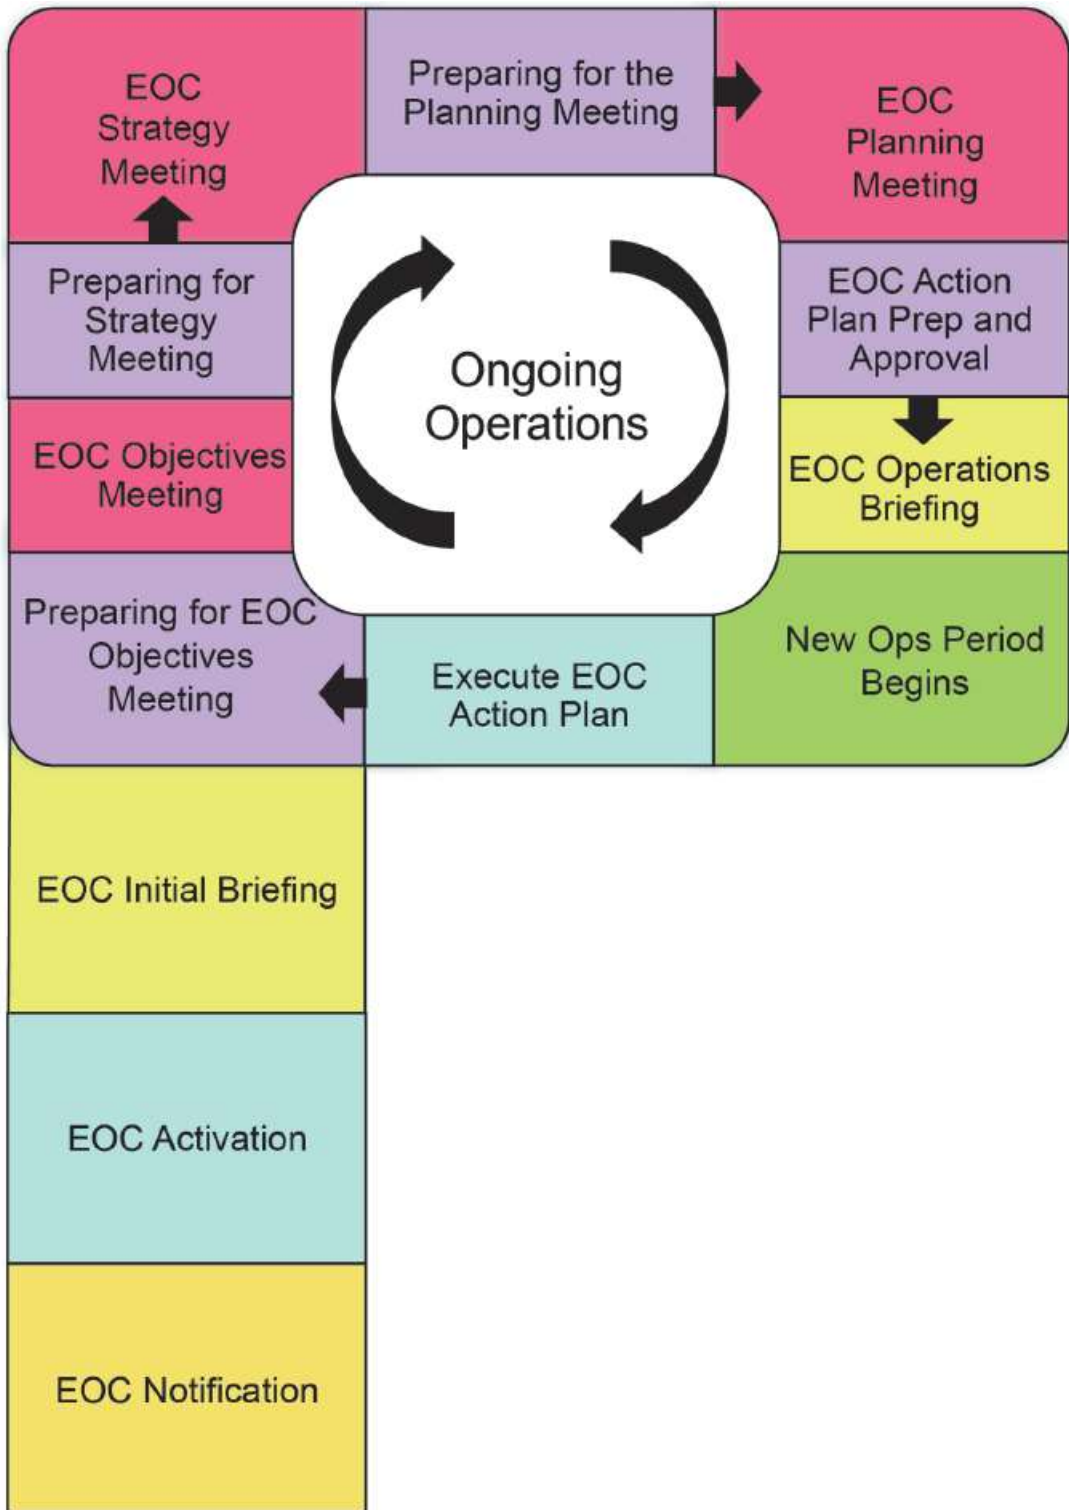 EOC
Strategy
Meeting
Preparing for the
Planning Meeting
EOC
Planning
Meeting
Preparing for
Strategy
Meeting
Ongoing
Operations
EOC Action
Plan Prep and
Approval
EOC Objectives
Meeting
EOC Operations
Briefing
Preparing for EOC
Objectives
Meeting
Execute EOC
Action Plan
New Ops Period
Begins
EOC Initial Briefing
EOC Activation
EOC Notification